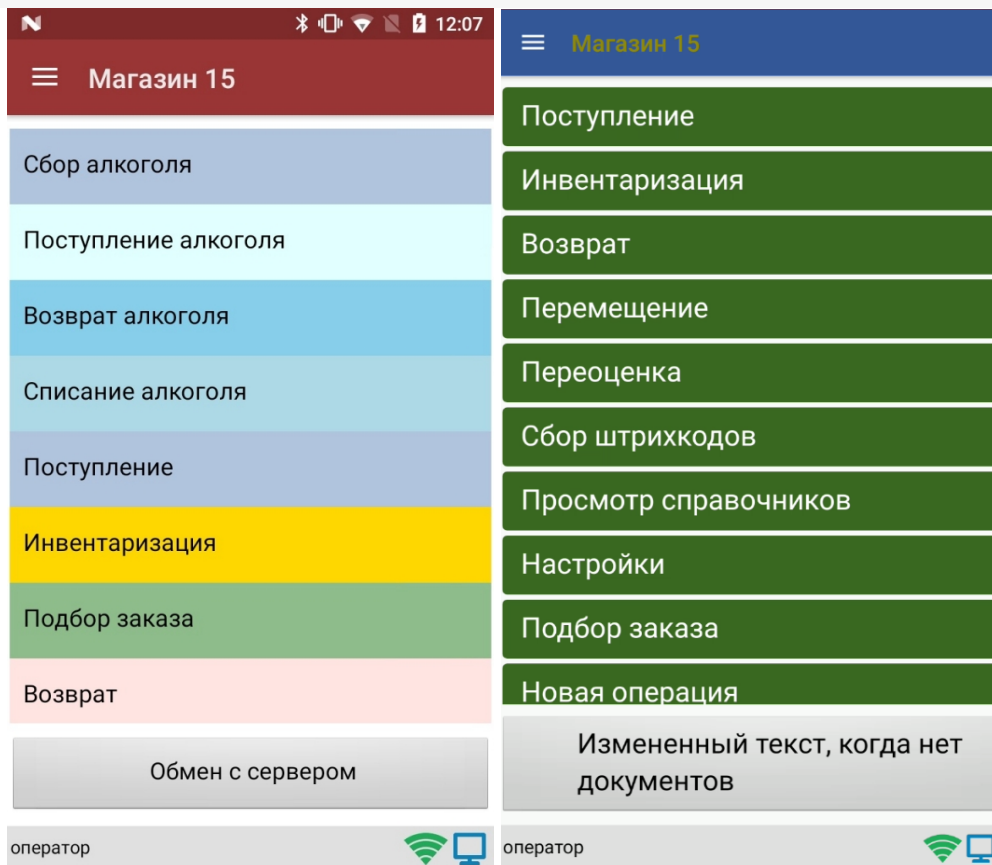 12:07
Магазин 15
Сбор алкоголя
Поступление алкоголя
Возврат алкоголя
Списание алкоголя
Поступление
Инвентаризация
Подбор заказа
Возврат
Обмен с сервером
оператор
Магазин 15
Поступление
Инвентаризация
Возврат
Перемещение
Переоценка
Сбор штрихкодов
Просмотр справочников
Настройки
Подбор заказа
Новая операция
Измененный текст, когда нет
документов
оператор